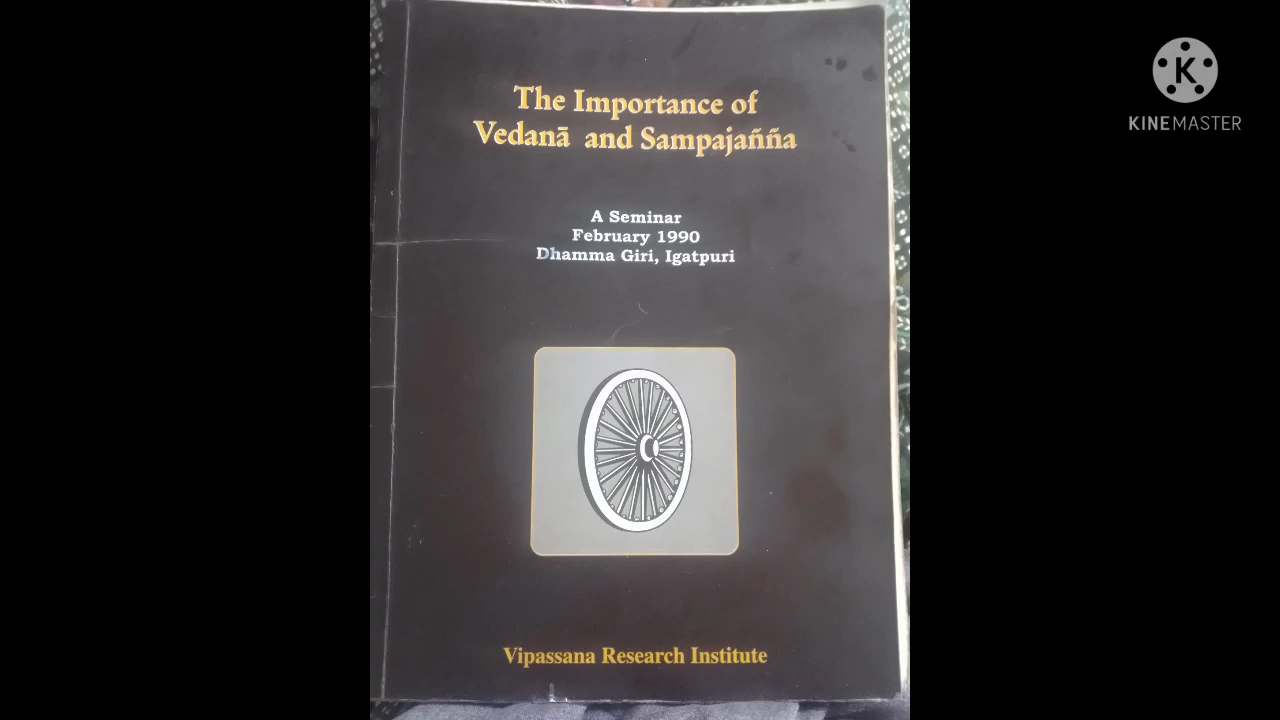 The Importance of
Vedanā and Sampajañña
A Seminar
February 1990
Dhamma Giri, Igatpuri
Vipassana Research Institute
K
KINEMASTER